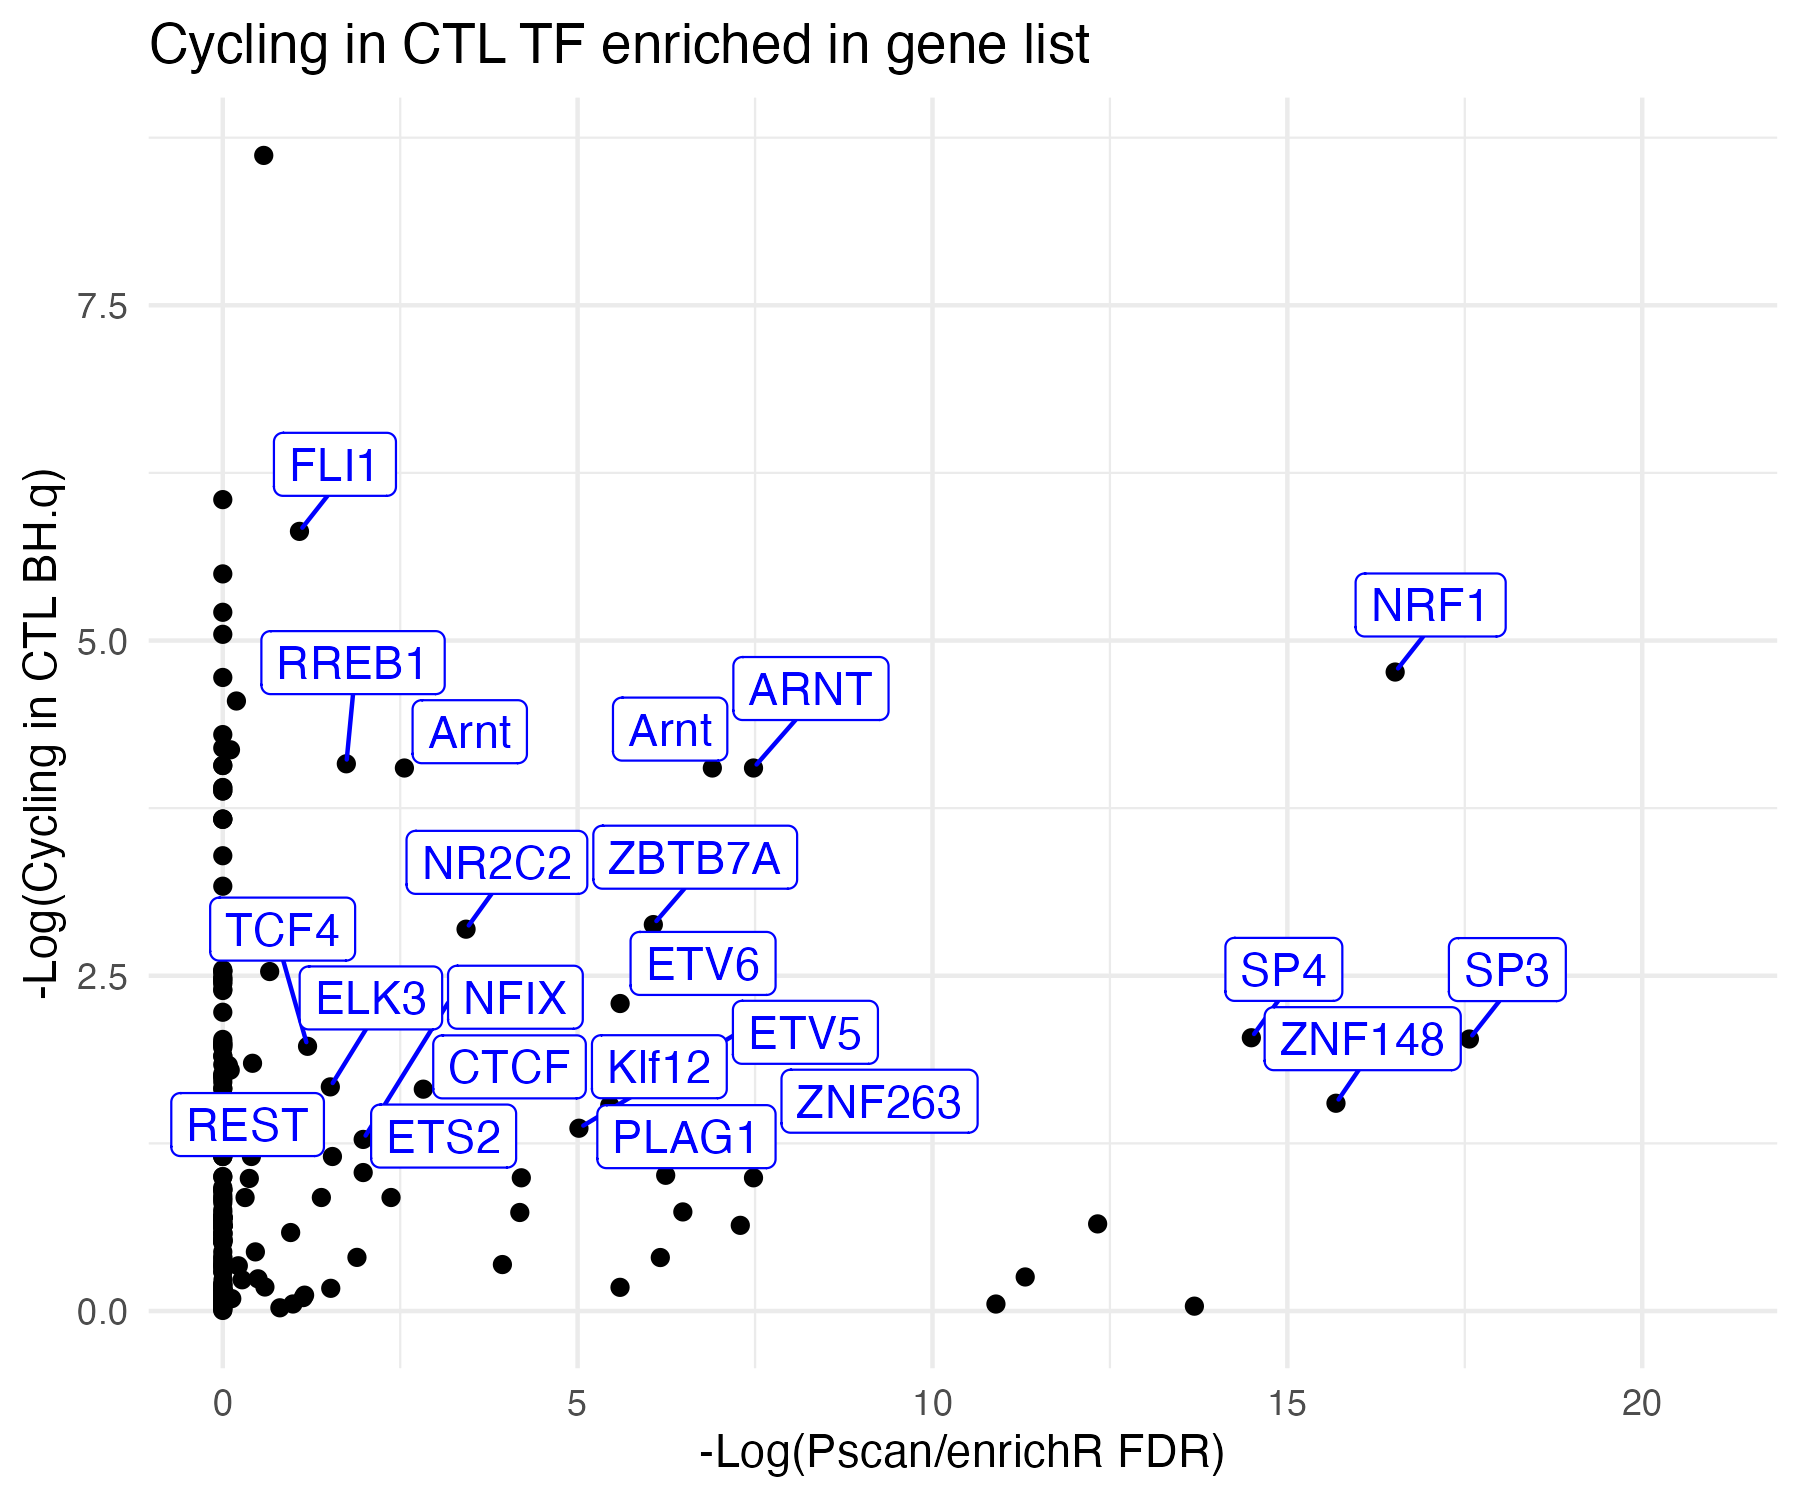 Cycling in CTL TF enriched in gene list
-Log(Cycling in CTL BH.q)
7.5
5.0
2.5
0.0
FLI1
NRF1
RREB1
ARNT
Arnt
Arnt
NR2C2
ZBTB7A
TCF4
ETV6
SP4
SP3
ELK3
NFIX
ETV5
ZNF148
CTCF
Klf12
ZNF263
REST
ETS2
PLAG1
0
5
10
15
20
-Log(Pscan/enrichR FDR)